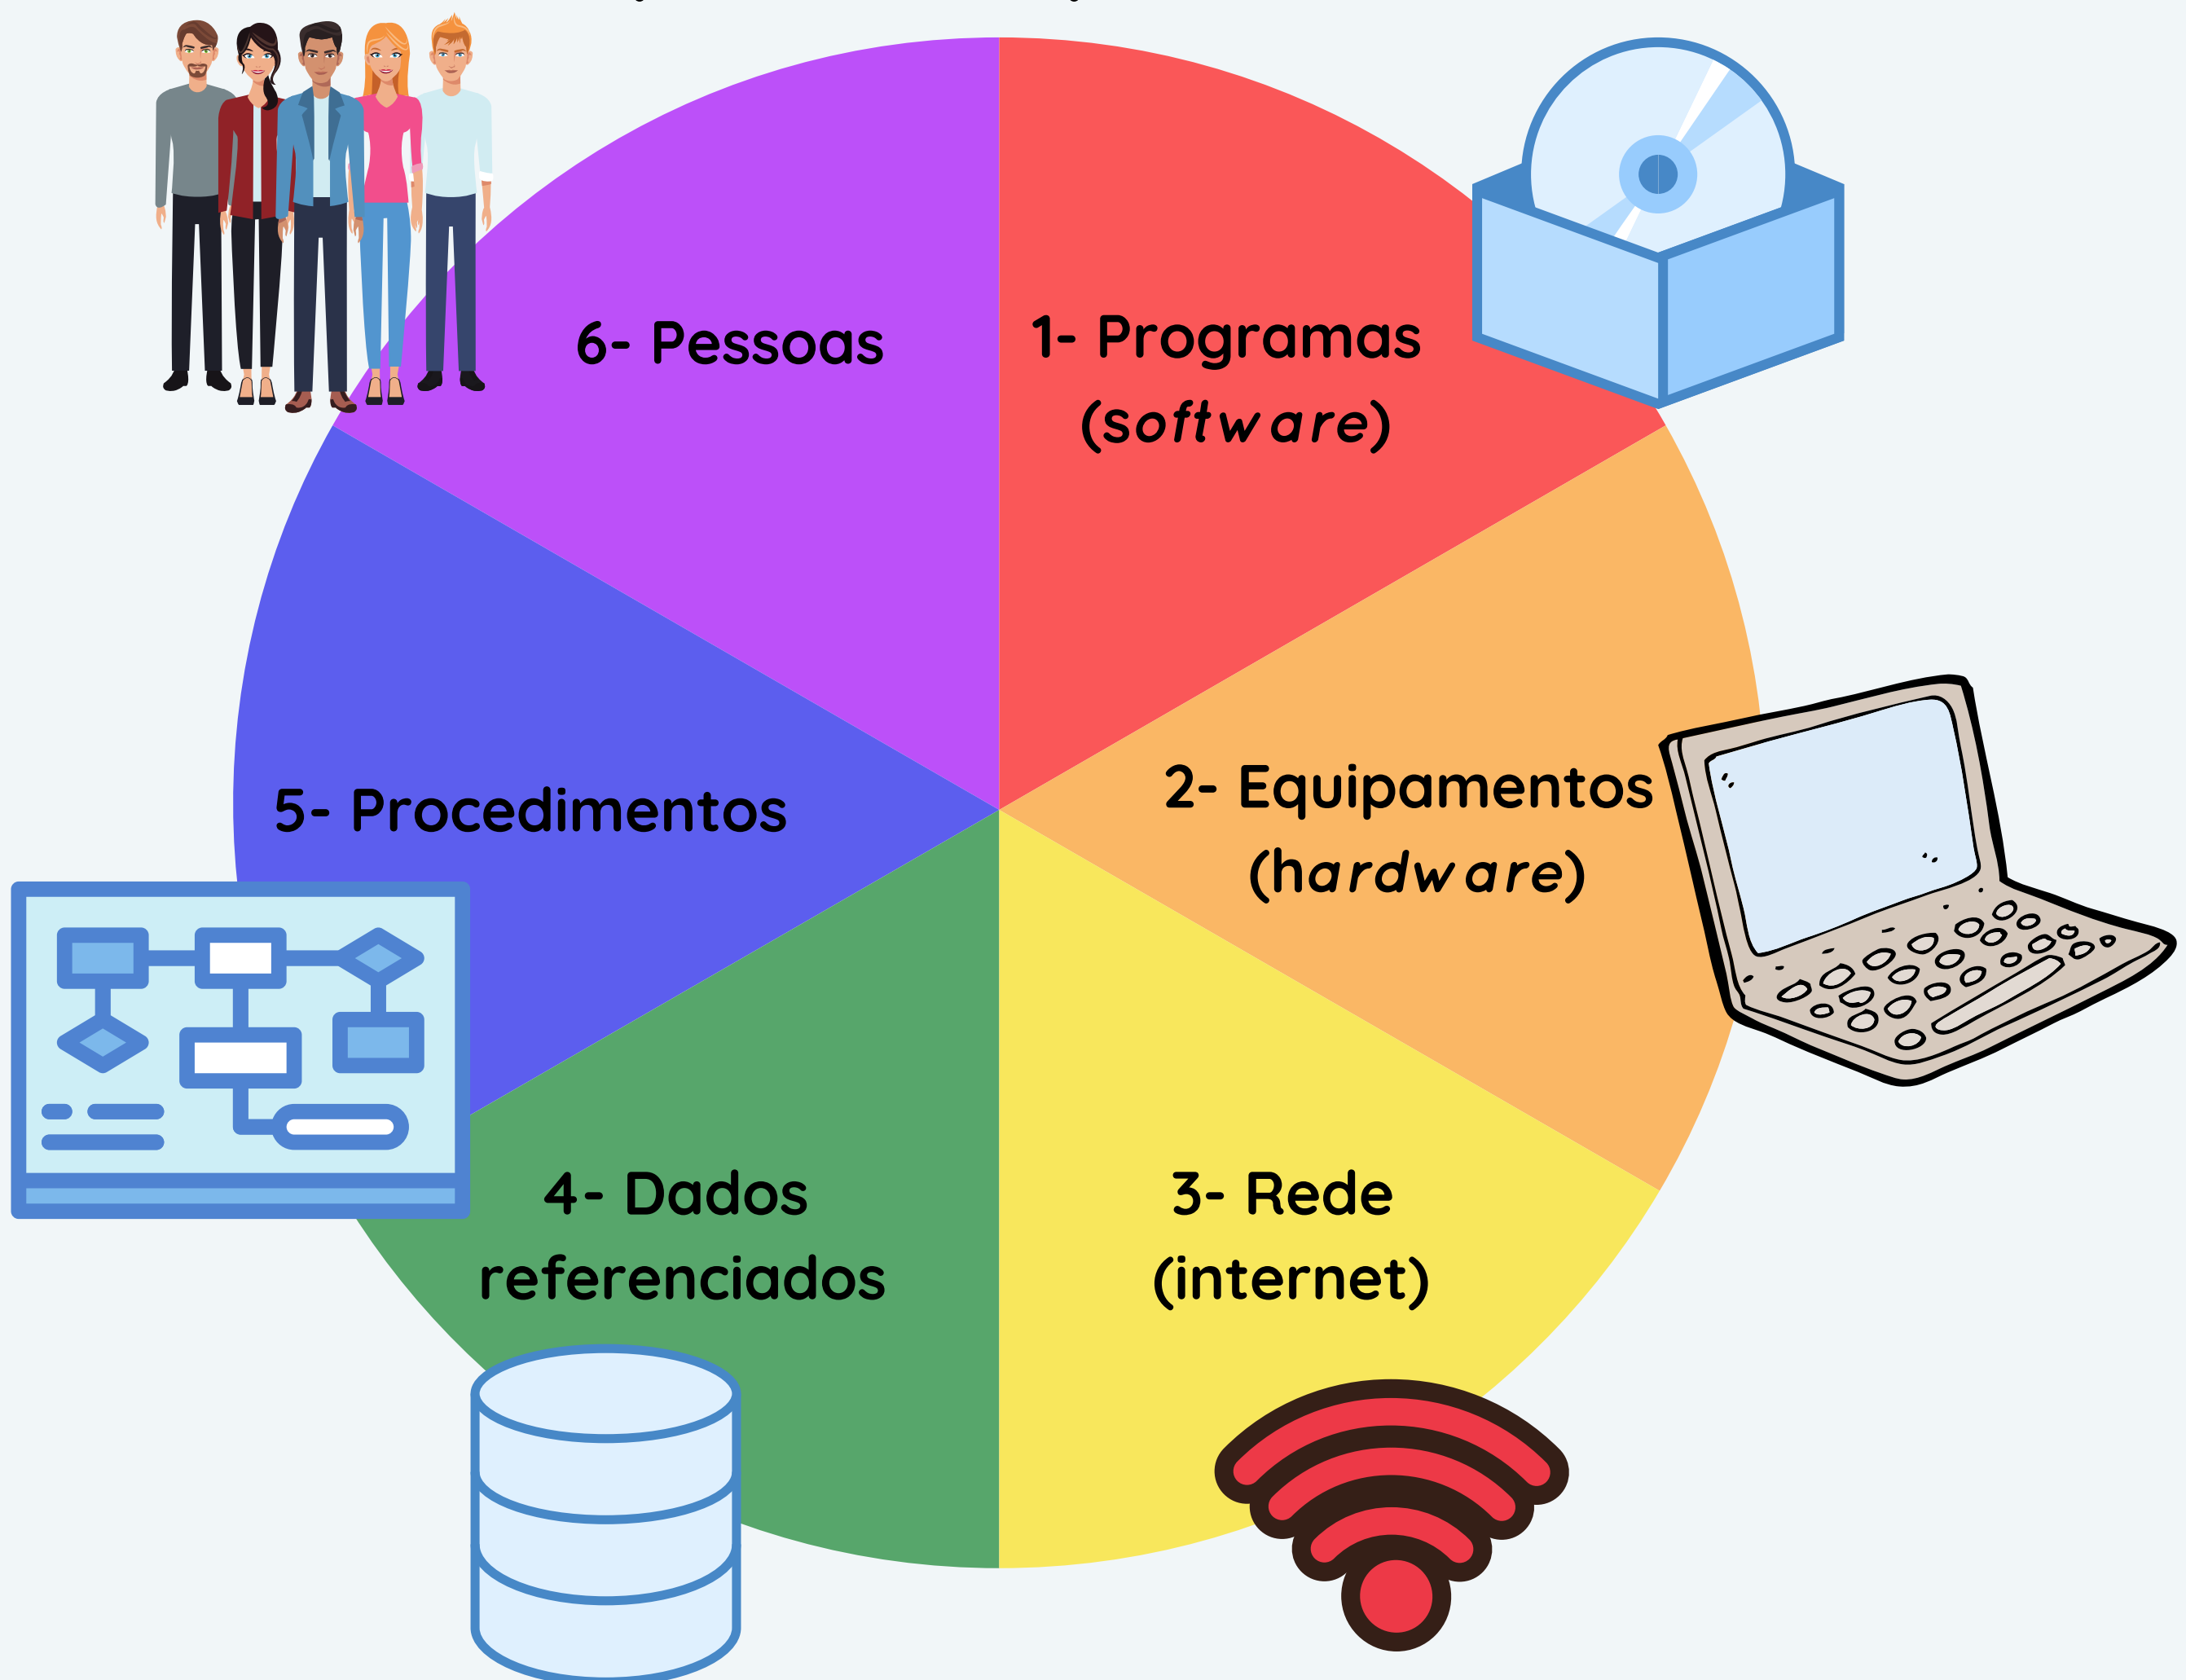 1- Programas
(software)
2- Equipamentos
(hardware)
3- Rede
(internet)
4- Dados
referenciados
5- Procedimentos
6- Pessoas